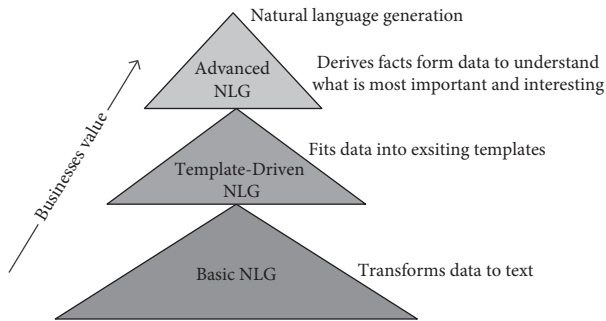 Natural language generation
Advanced
NLG
Derives facts form data to understand
what is most important and interesting
Businesses value
Fits data into exsiting templates
Template-Driven
NLG
Basic NLG
Transforms data to text